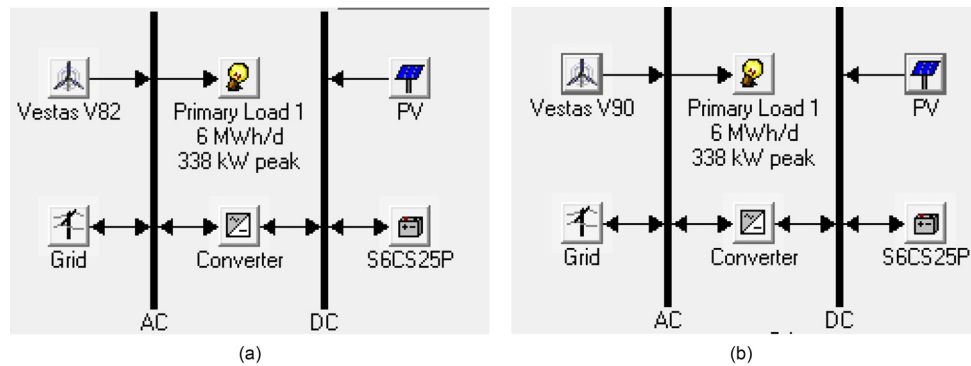 Vestas V82
Primary Load 1
6 MWh/d
338 kW peak
PV
Grid
Converter
S6CS25P
AC
DC
(a)
Vestas V90
Primary Load 1
6 MWh/d
338 kW peak
PV
Grid
Converter
S6CS25P
AC
DC
(b)